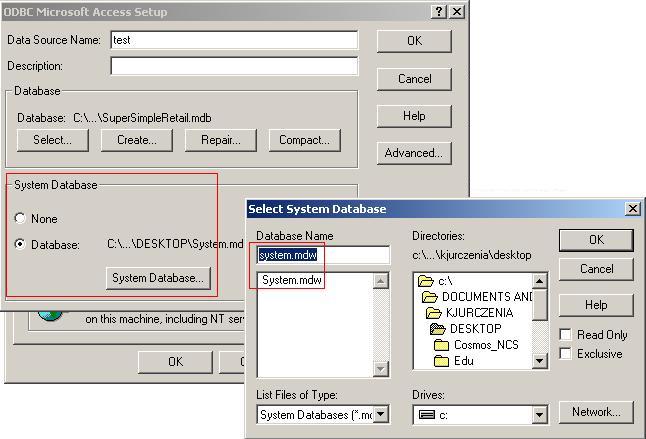 ODBC Microsoft Access Setup
Data Source Name: test
OK
Description:
Cancel
Database
Database: C:\...\SuperSimpleRetail.mdb
Help
Select... Create... Repair... Compact...
Advanced...
System Database
None
Database: C:\...\DESKTOP\System.md
System Database...
on this machine, including NT serv
OK
Select System Database
Database Name
system.mdw
System.mdw
List Files of Type:
System Databases (*.mc
Directories:
c:\...\kjurczenia\desktop
c:\
DOCUMENTS AND
KJURCZENIA
DESKTOP
Cosmos_NCS
Edu
Drives:
c:
OK
Cancel
Help
Read Only
Exclusive
Network...